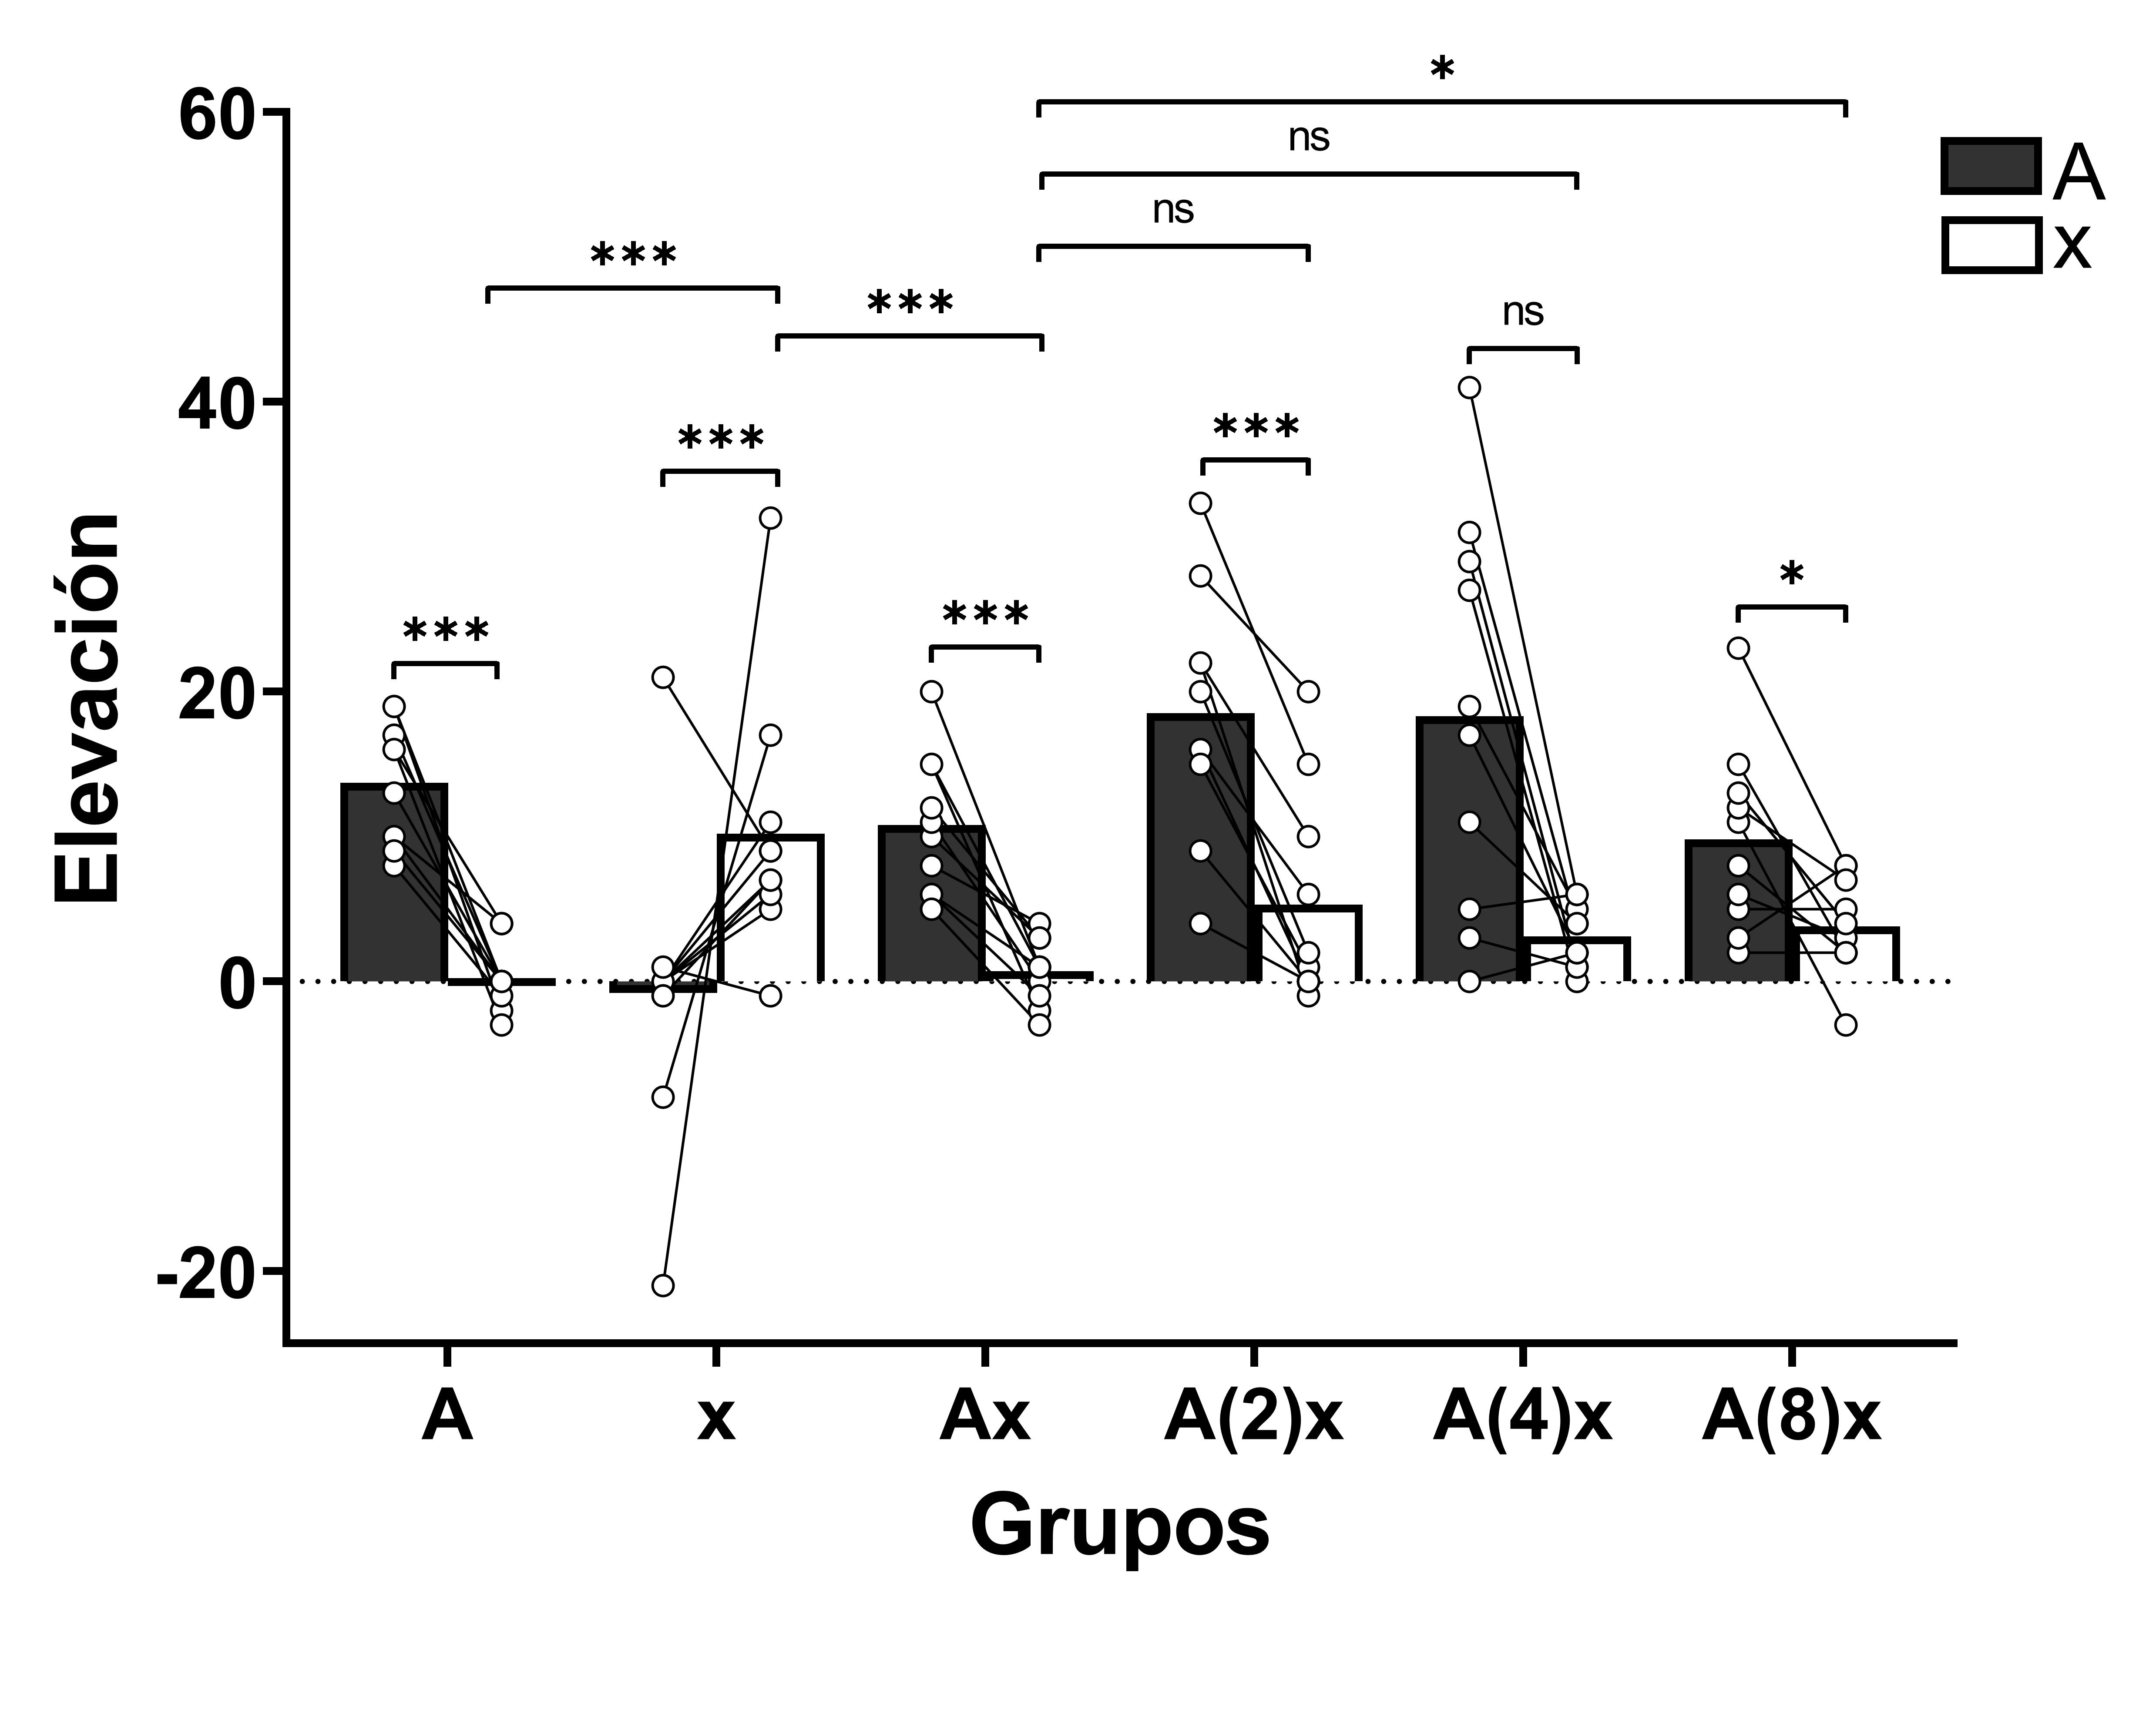 *
60
ns
A
ns
x
***
***
ns
40
***
***
*
***
***
20
0
-20
Elevación
A x Ax A(2)x A(4)x A(8)x
Grupos